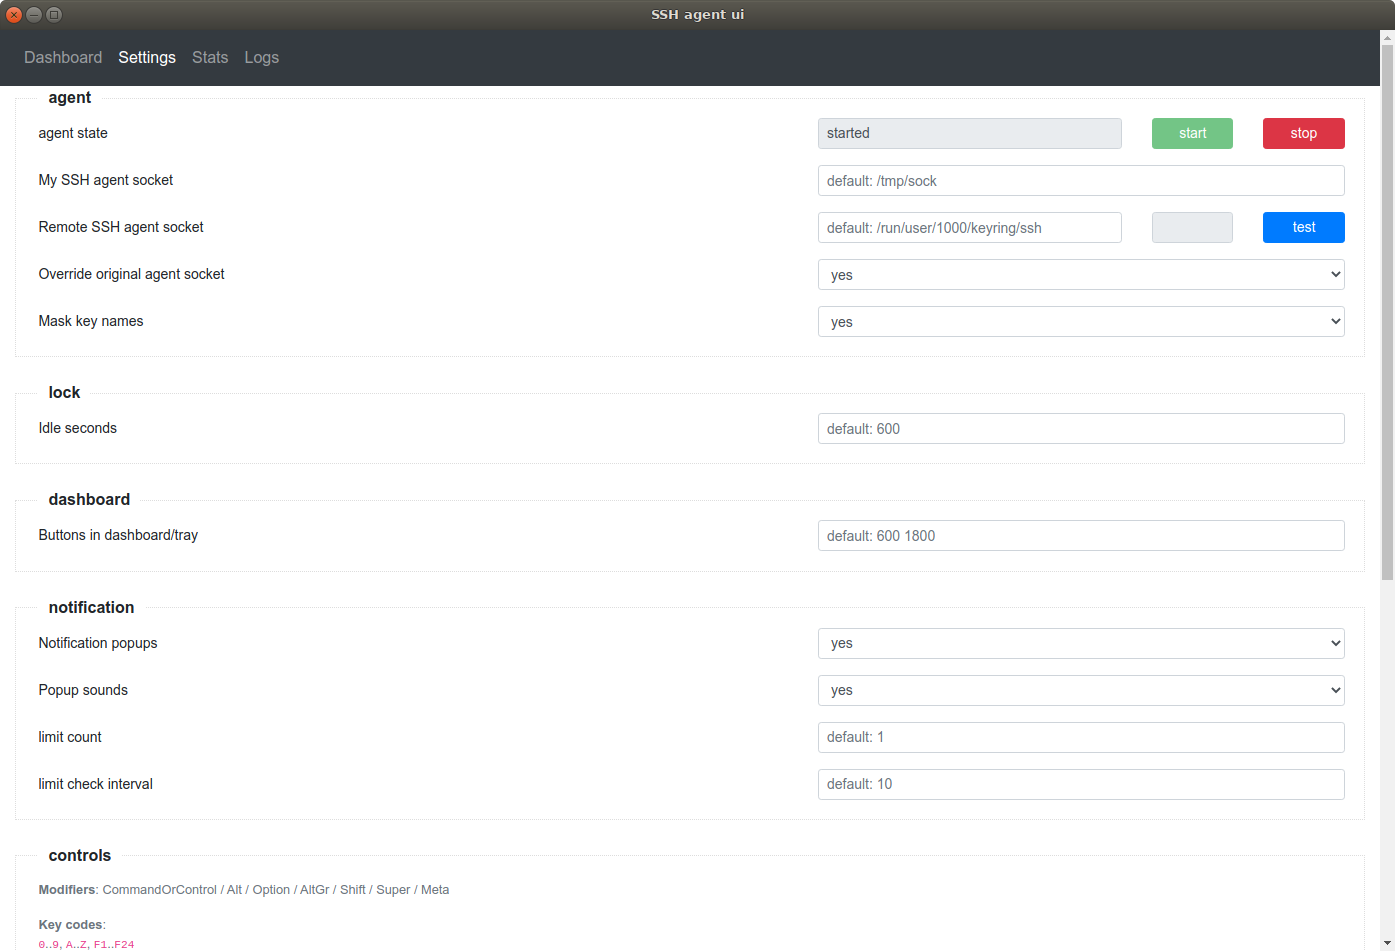 SSH agent ui
Dashboard Settings Stats Logs
agent
agent state started start stop
My SSH agent socket default: /tmp/sock
Remote SSH agent socket default: /run/user/1000/keyring/ssh test
Override original agent socket yes
Mask key names yes
lock
Idle seconds default: 600
dashboard
Buttons in dashboard/tray default: 600 1800
notification
Notification popups yes
Popup sounds yes
limit count default: 1
limit check interval default: 10
controls
Modifiers: CommandOrControl / Alt / Option / AltGr / Shift / Super / Meta
Key codes:
0..9, A..Z, F1..F24